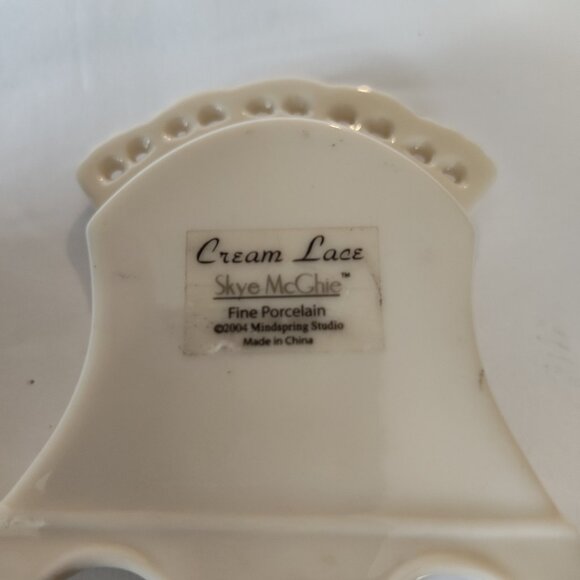 Cream Lace
Skye McGhie™
Fine Porcelain
©2004 Mindspring Studio
Made in China